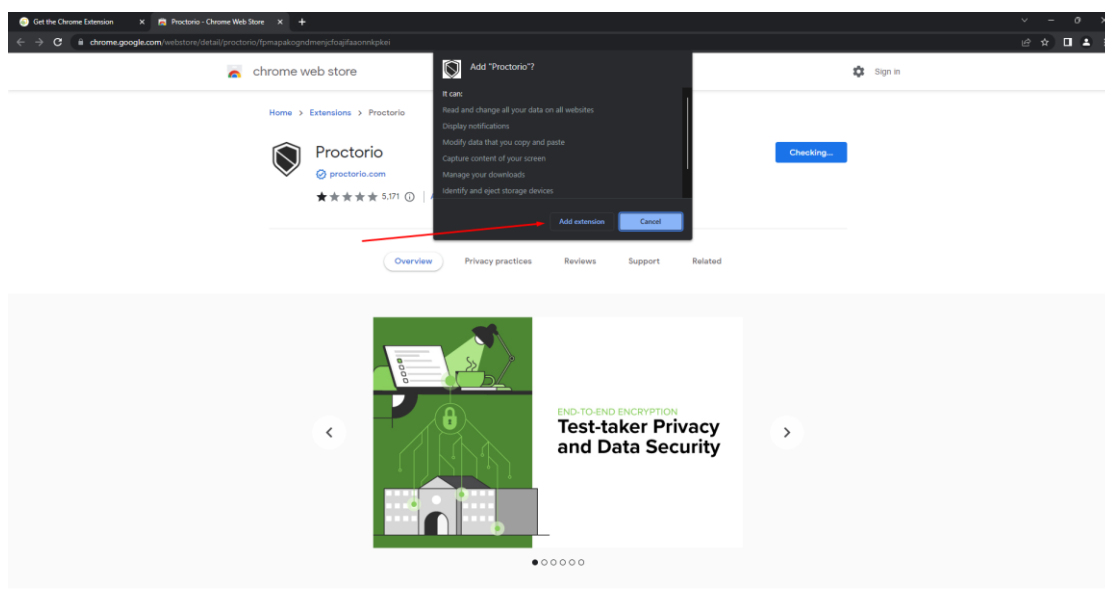 Get the Chrome Extension
Proctorio - Chrome Web Store
chrome.google.com/webstore/detail/proctorio/fpmapakogndmenjcfoajifaaonnkpkei
chrome web store
Sign in
Add "Proctorio"?
It can:
Read and change all your data on all websites
Display notifications
Modify data that you copy and paste
Capture content of your screen
Manage your downloads
Identify and eject storage devices
Add extension
Cancel
Home > Extensions > Proctorio
Proctorio
proctorio.com
5,171
Checking...
Overview
Privacy practices
Reviews
Support
Related
END-TO-END ENCRYPTION
Test-taker Privacy
and Data Security